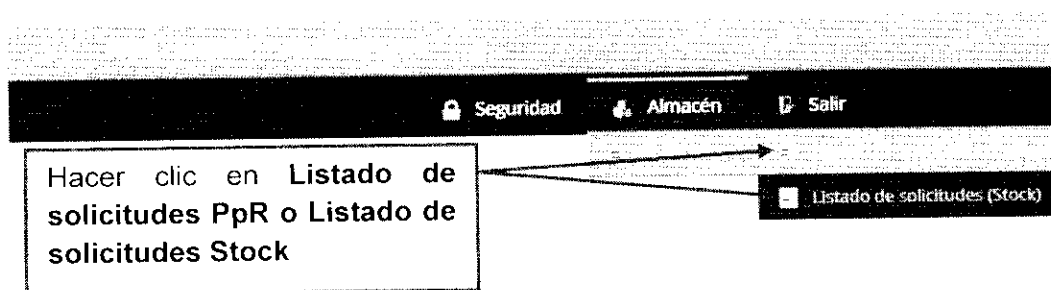 Seguridad Almacén Salir
Hacer clic en Listado de
solicitudes PpR o Listado de
solicitudes Stock
Listado de solicitudes (Stock)